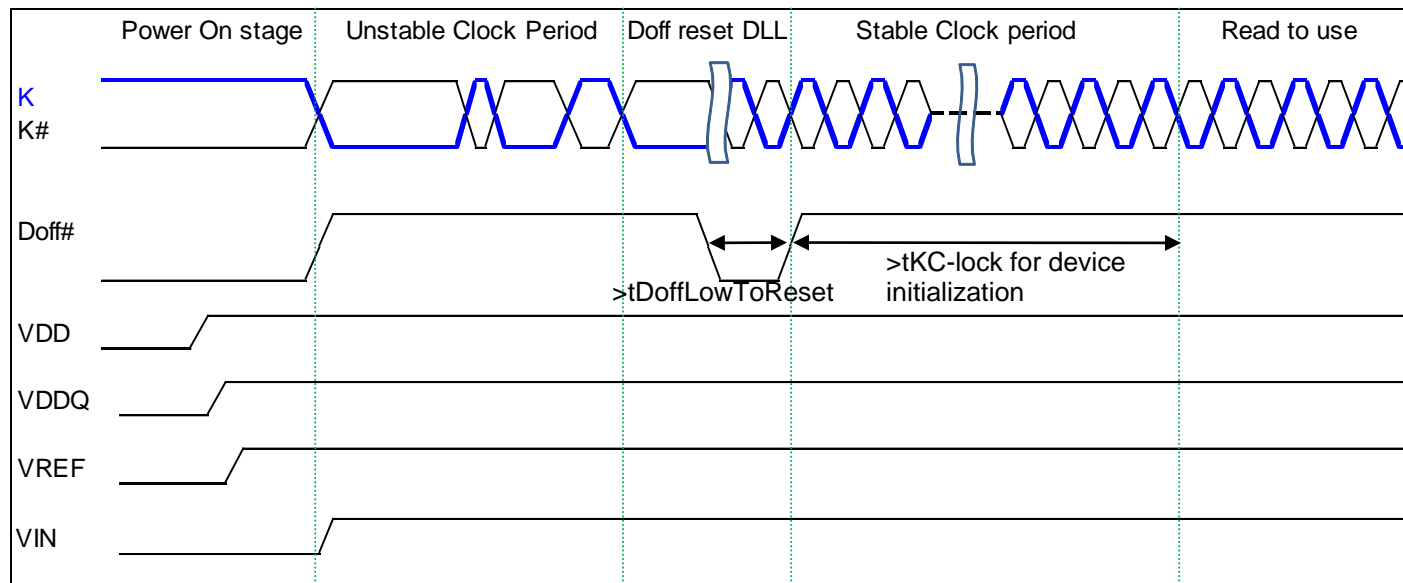 Power On stage
Unstable Clock Period
Doff reset DLL
Stable Clock period
Read to use
K
K#
Doff#
>tDoffLowToReset
>tKC-lock for device
initialization
VDD
VDDQ
VREF
VIN